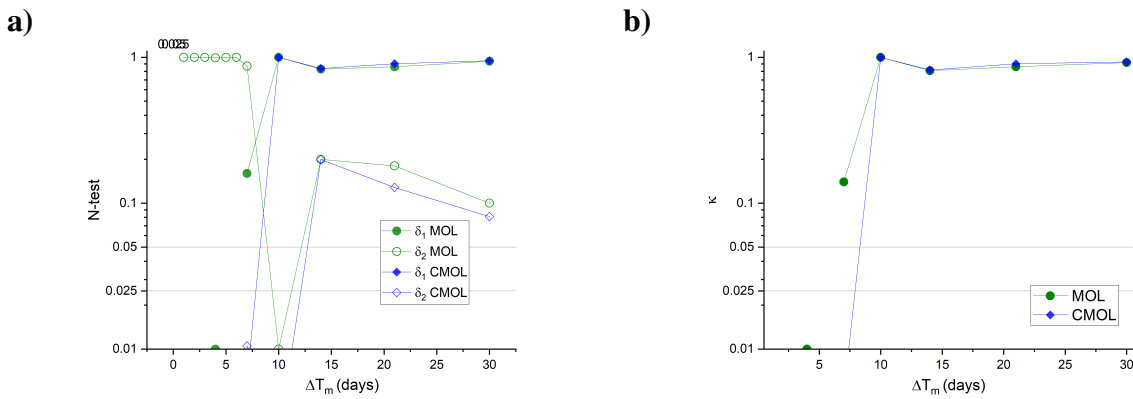 a)
0.025
1
0.1
0.05
0.025
0.01
N-test
0 5 10 15 20 25 30
ΔTm (days)
δ1 MOL
δ2 MOL
δ1 CMOL
δ2 CMOL
b)
1
0.1
0.05
0.025
0.01
κ
5 10 15 20 25 30
ΔTm (days)
MOL
CMOL